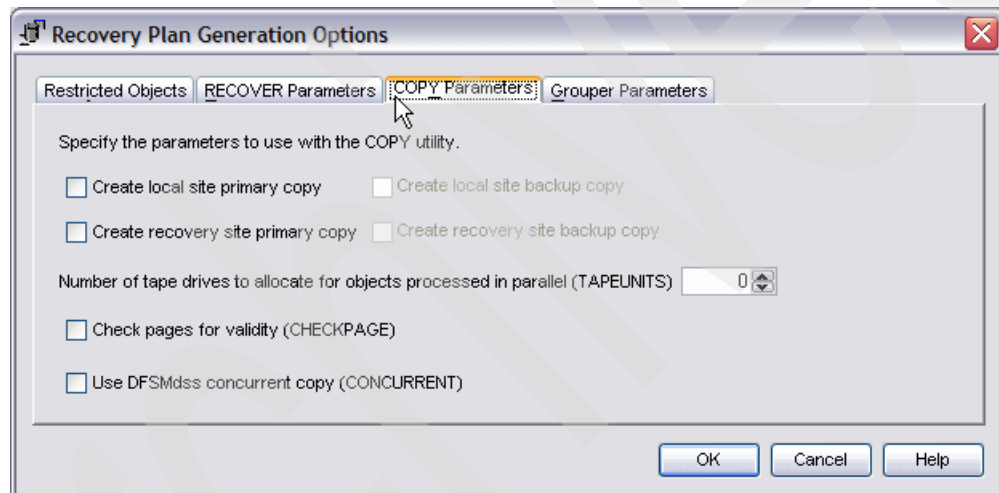 Recovery Plan Generation Options
Restricted Objects RECOVER Parameters COPY Parameters Grouper Parameters
Specify the parameters to use with the COPY utility.
Create local site primary copy Create local site backup copy
Create recovery site primary copy Create recovery site backup copy
Number of tape drives to allocate for objects processed in parallel (TAPEUNITS) 0
Check pages for validity (CHECKPAGE)
Use DFSMdss concurrent copy (CONCURRENT)
OK Cancel Help